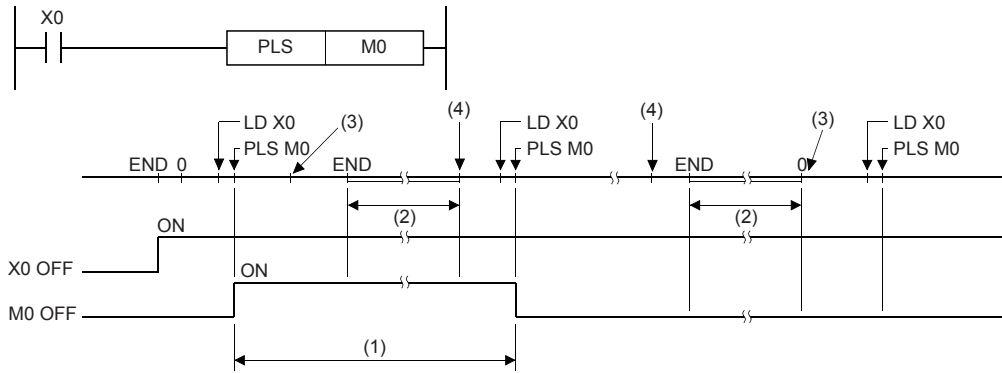 X0
PLS M0
(4) (4) (3)
LD X0 (3) LD X0 LD X0
PLS M0 PLS M0 PLS M0
END 0 END END 0
(2) (2)
ON
X0 OFF
ON
M0 OFF
(1)